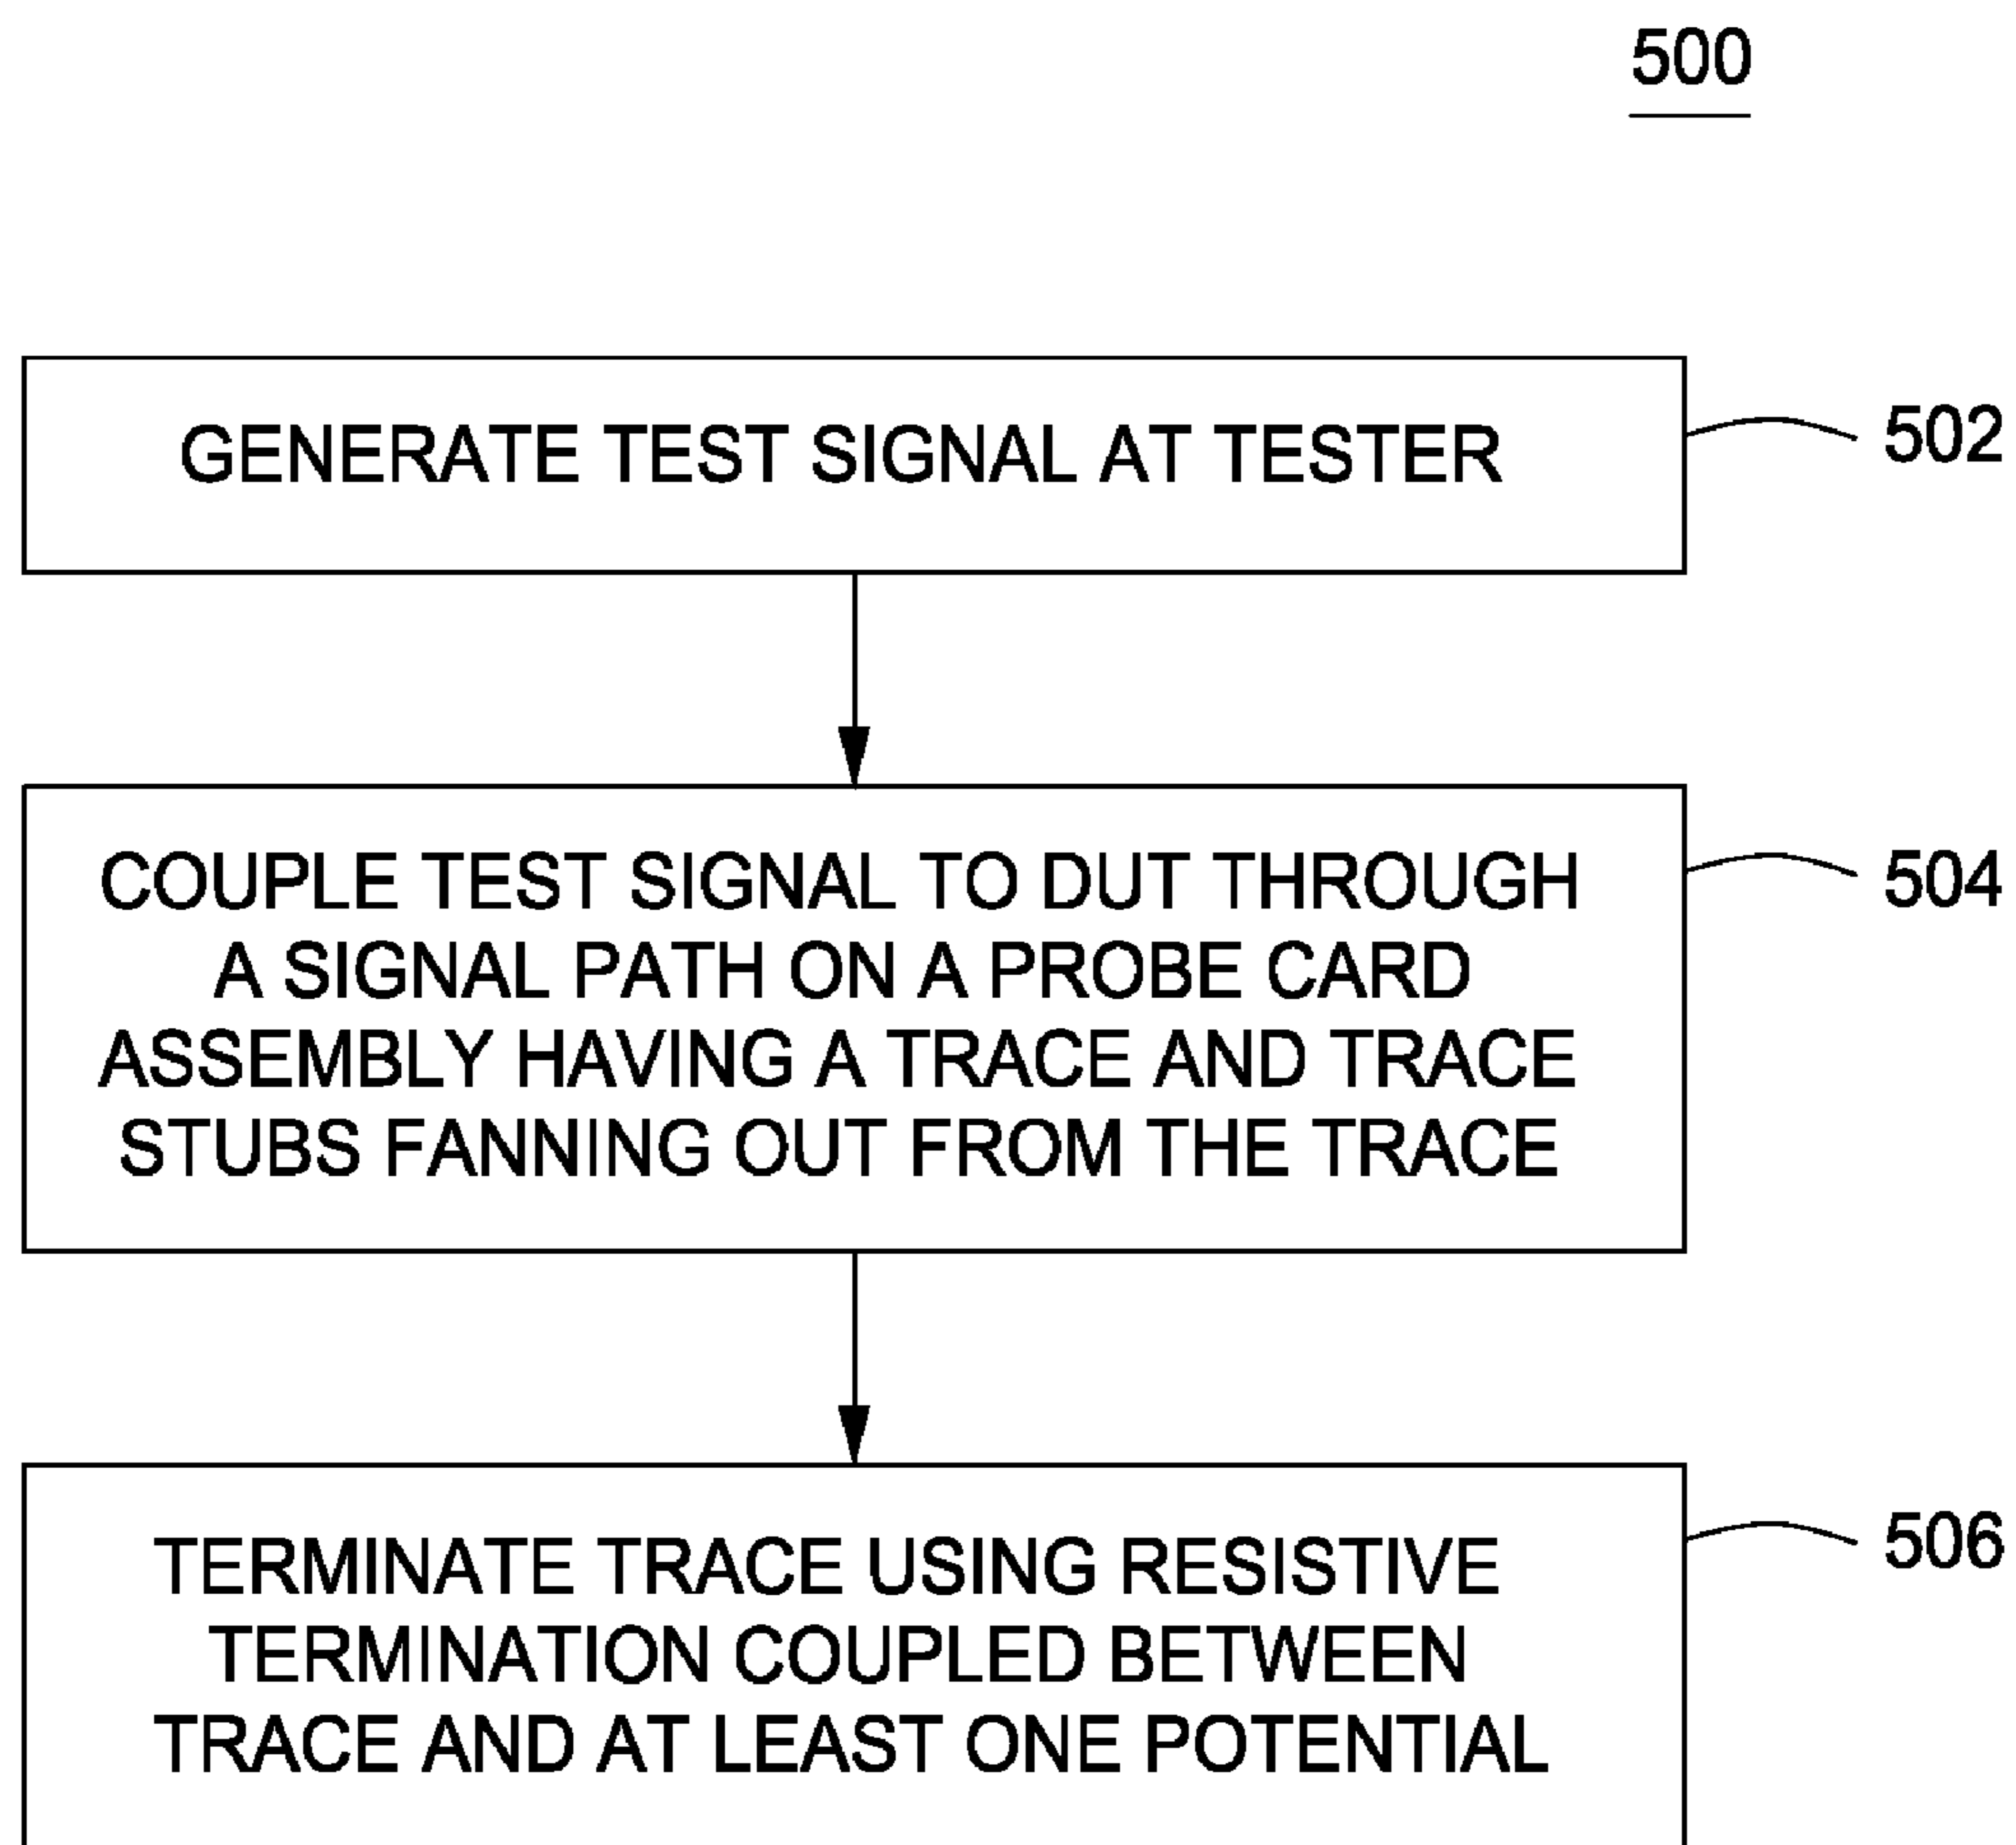 500
GENERATE TEST SIGNAL AT TESTER
502
COUPLE TEST SIGNAL TO DUT THROUGH
A SIGNAL PATH ON A PROBE CARD
ASSEMBLY HAVING A TRACE AND TRACE
STUBS FANNING OUT FROM THE TRACE
504
TERMINATE TRACE USING RESISTIVE
TERMINATION COUPLED BETWEEN
TRACE AND AT LEAST ONE POTENTIAL
506